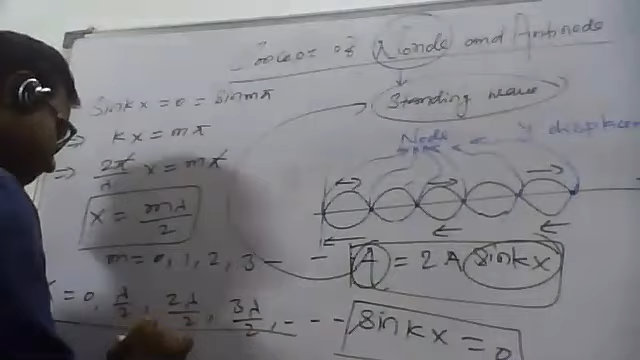 of Node and Antinode
Standing wave
Sin kx = 0 = sin mπ
⇒ kx = mπ
⇒ 2π/λ x = mπ
x = mλ/2
m = 0, 1, 2, 3 - -
x = 0, λ/2, 2λ/2, 3λ/2, - - -
Node
A = 2A sin kx
sin kx = 0